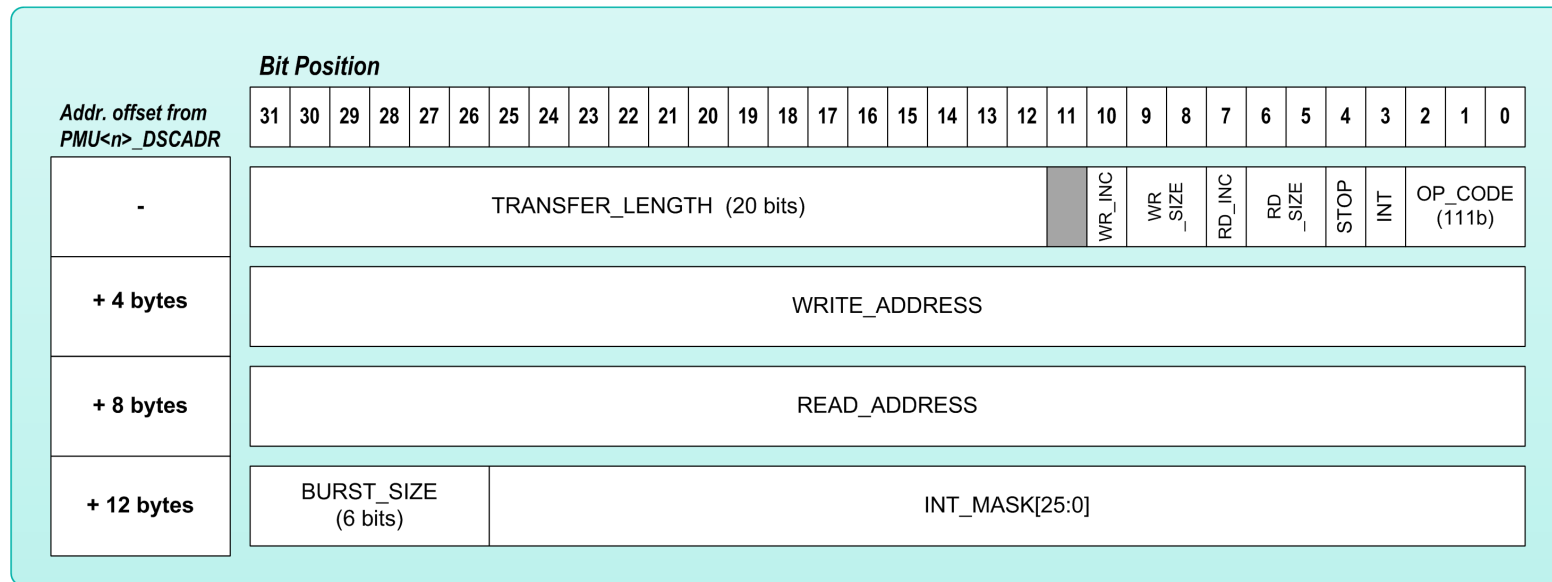 Bit Position
Addr. offset from
PMU<n>_DSCADR
31 30 29 28 27 26 25 24 23 22 21 20 19 18 17 16 15 14 13 12 11 10 9 8 7 6 5 4 3 2 1 0
-
TRANSFER_LENGTH (20 bits)
WR_INC
WR
_SIZE
RD_INC
RD
_SIZE
STOP
INT
OP_CODE
(111b)
+ 4 bytes
WRITE_ADDRESS
+ 8 bytes
READ_ADDRESS
+ 12 bytes
BURST_SIZE
(6 bits)
INT_MASK[25:0]